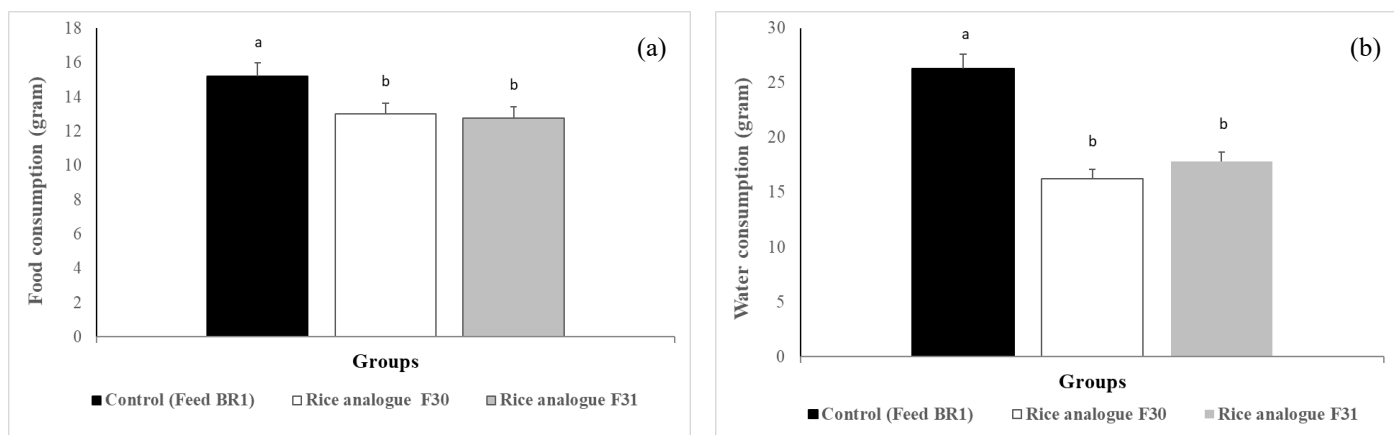 (a)
Food consumption (gram)
18
16
14
12
10
8
6
4
2
0
a
b
b
Groups
Control (Feed BR1) Rice analogue F30 Rice analogue F31
(b)
Water consumption (gram)
30
25
20
15
10
5
0
a
b
b
Groups
Control (Feed BR1) Rice analogue F30 Rice analogue F31